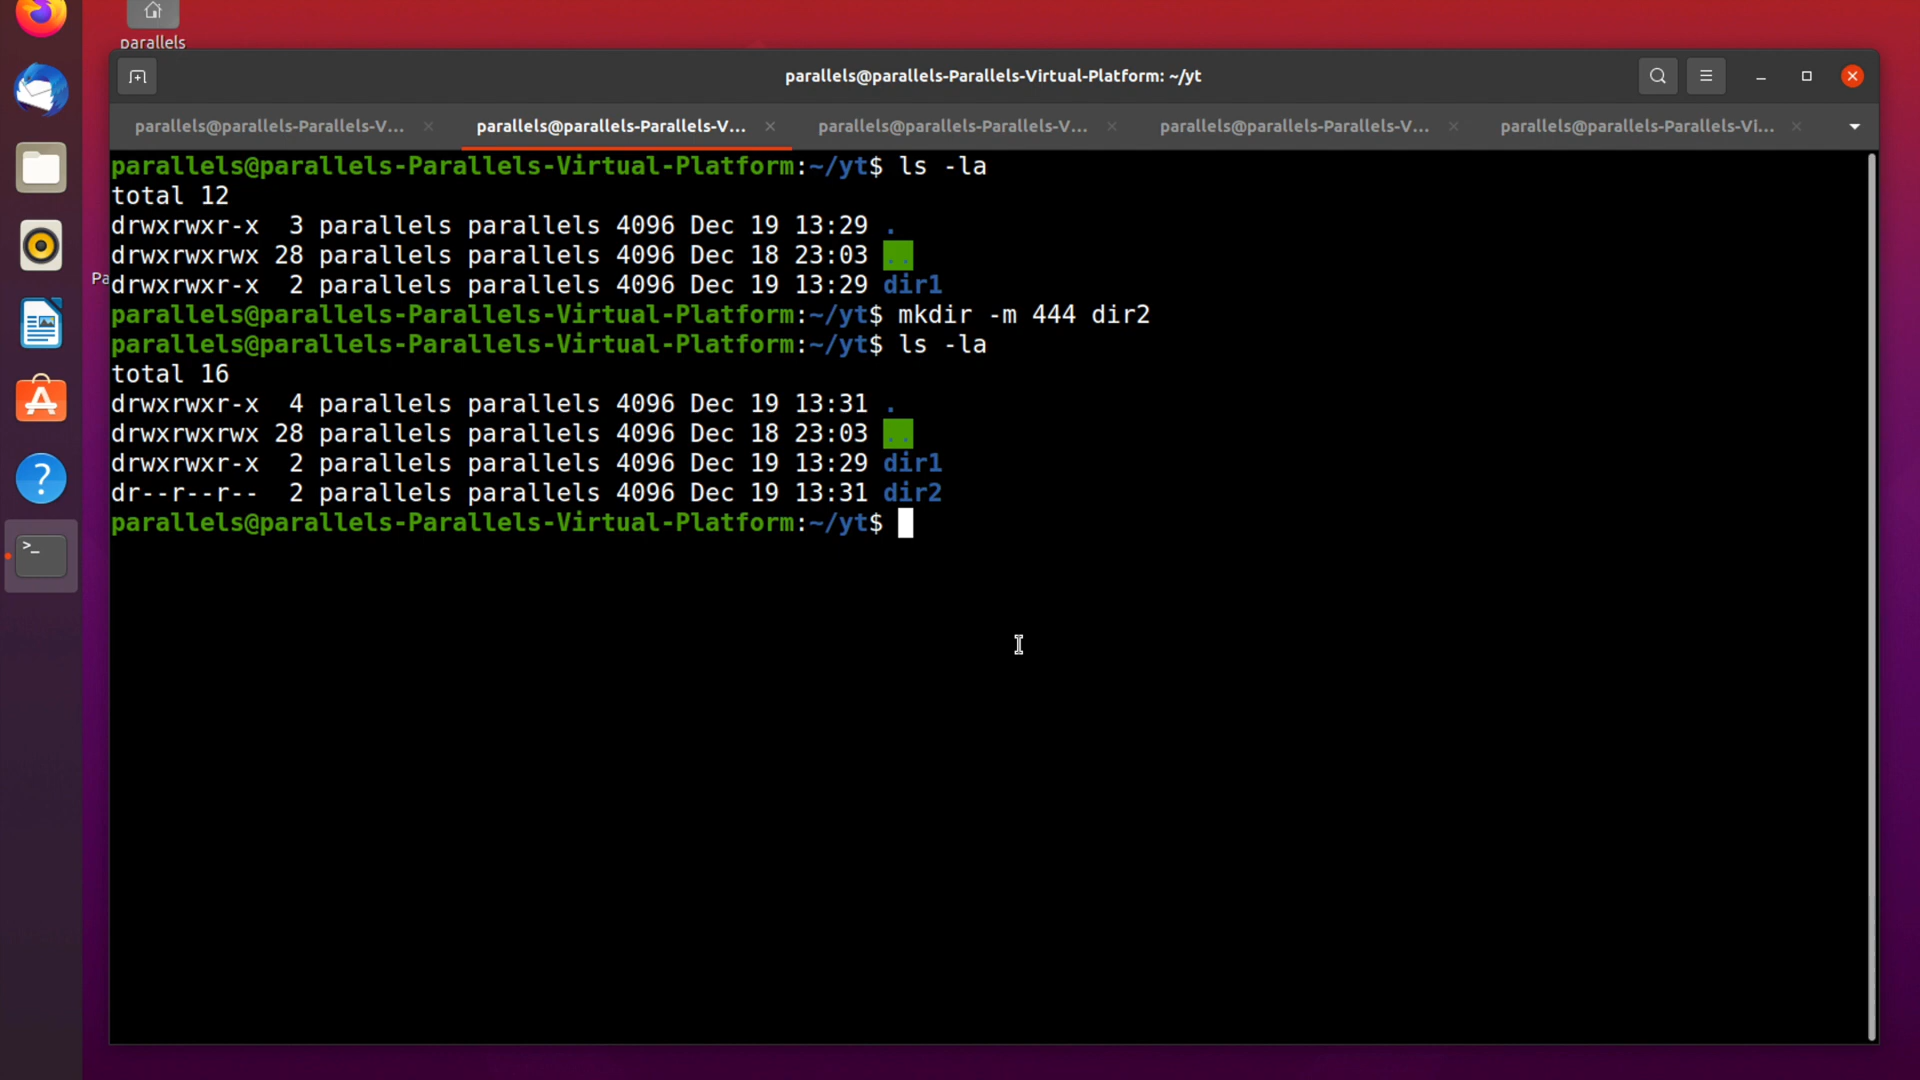 parallels
parallels@parallels-Parallels-Virtual-Platform: ~/yt
parallels@parallels-Parallels-V... parallels@parallels-Parallels-V... parallels@parallels-Parallels-V... parallels@parallels-Parallels-V... parallels@parallels-Parallels-Vi...
Pa
parallels@parallels-Parallels-Virtual-Platform:~/yt$ ls -la
total 12
drwxrwxr-x  3 parallels parallels 4096 Dec 19 13:29 .
drwxrwxrwx 28 parallels parallels 4096 Dec 18 23:03 ..
drwxrwxr-x  2 parallels parallels 4096 Dec 19 13:29 dir1
parallels@parallels-Parallels-Virtual-Platform:~/yt$ mkdir -m 444 dir2
parallels@parallels-Parallels-Virtual-Platform:~/yt$ ls -la
total 16
drwxrwxr-x  4 parallels parallels 4096 Dec 19 13:31 .
drwxrwxrwx 28 parallels parallels 4096 Dec 18 23:03 ..
drwxrwxr-x  2 parallels parallels 4096 Dec 19 13:29 dir1
dr--r--r--  2 parallels parallels 4096 Dec 19 13:31 dir2
parallels@parallels-Parallels-Virtual-Platform:~/yt$